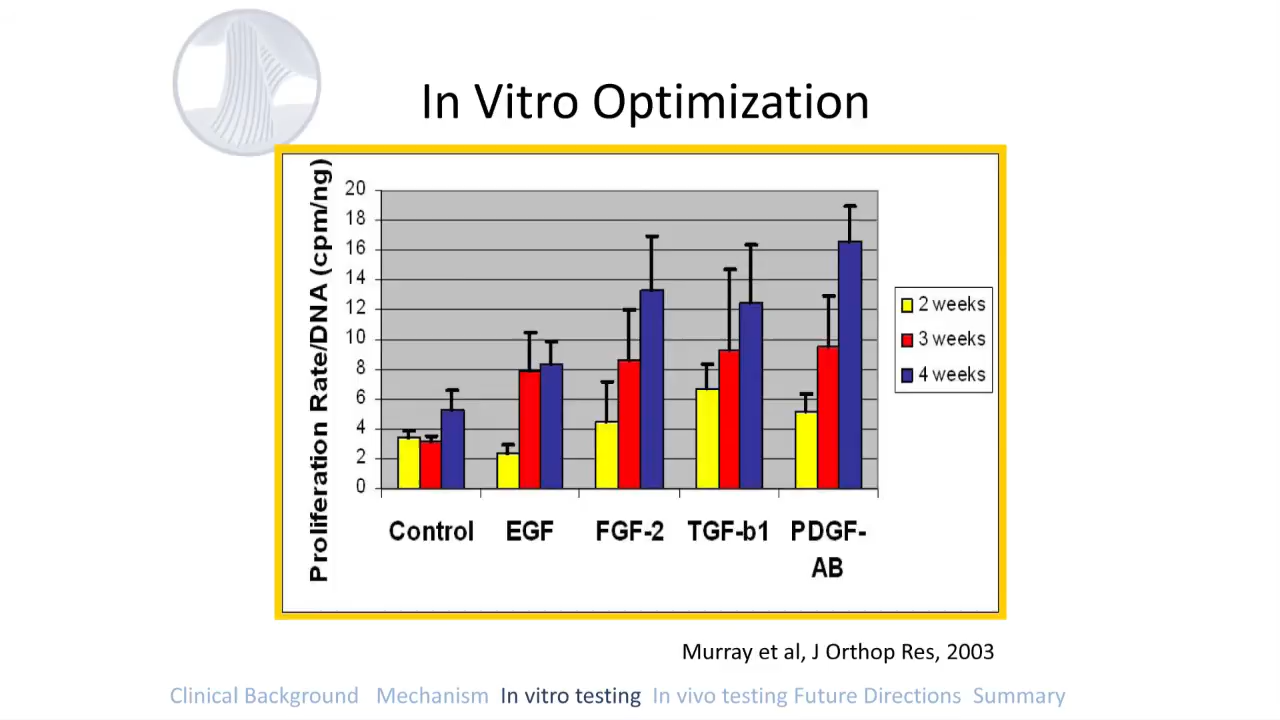 In Vitro Optimization
Proliferation Rate/DNA (cpm/ng)
20
18
16
14
12
10
8
6
4
2
0
Control EGF FGF-2 TGF-b1 PDGF-
AB
2 weeks
3 weeks
4 weeks
Murray et al, J Orthop Res, 2003
Clinical Background Mechanism In vitro testing In vivo testing Future Directions Summary